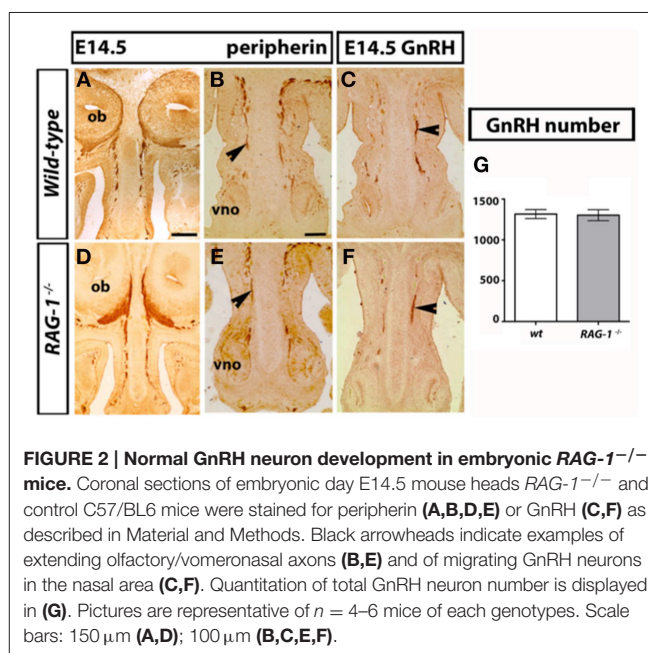 E14.5 peripherin
E14.5 GnRH
Wild-type
A
ob
B
vno
C
GnRH number
G
1500
1000
500
0
wt
RAG-1 -/-
RAG-1-/-
D
ob
E
vno
F
FIGURE 2 | Normal GnRH neuron development in embryonic RAG-1−/−
mice. Coronal sections of embryonic day E14.5 mouse heads RAG-1−/− and
control C57/BL6 mice were stained for peripherin (A,B,D,E) or GnRH (C,F) as
described in Material and Methods. Black arrowheads indicate examples of
extending olfactory/vomeronasal axons (B,E) and of migrating GnRH neurons
in the nasal area (C,F). Quantitation of total GnRH neuron number is displayed
in (G). Pictures are representative of n = 4–6 mice of each genotypes. Scale
bars: 150 μm (A,D); 100 μm (B,C,E,F).